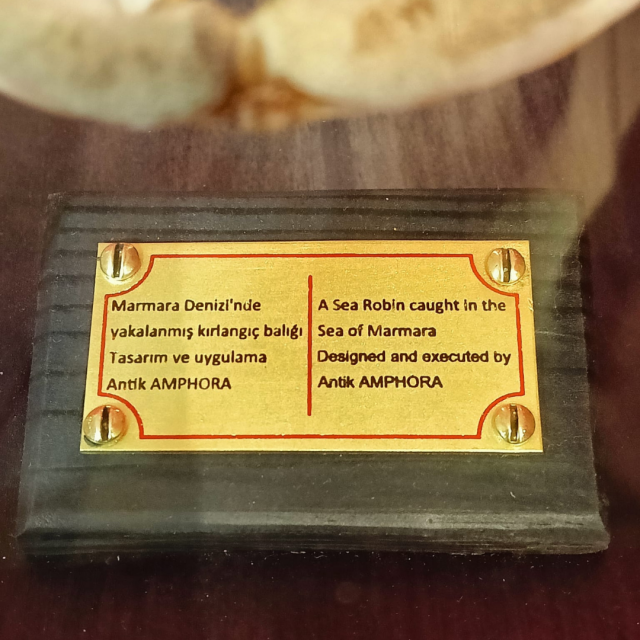 Marmara Denizi'nde
yakalanmış kırlangıç balığı
Tasarım ve uygulama
Antik AMPHORA
A Sea Robin caught in the
Sea of Marmara
Designed and executed by
Antik AMPHORA